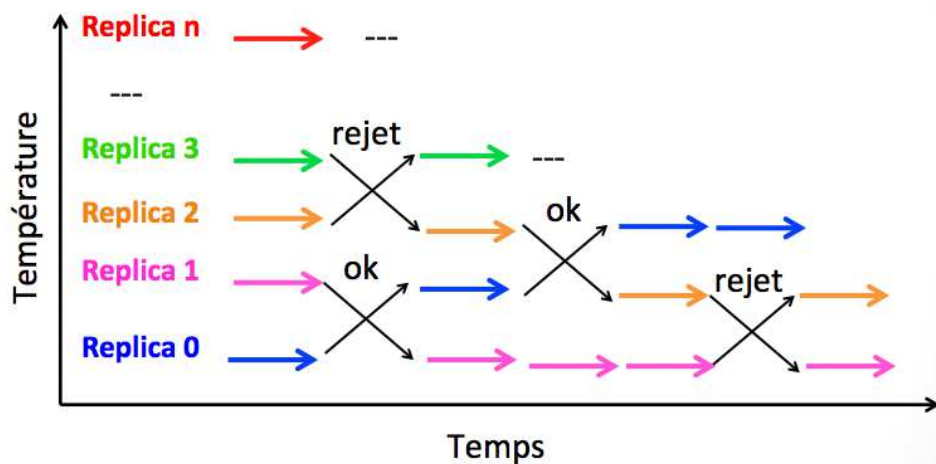 Replica n
---
---
Replica 3
rejet
---
Replica 2
ok
Replica 1
ok
rejet
Replica 0
Température
Temps